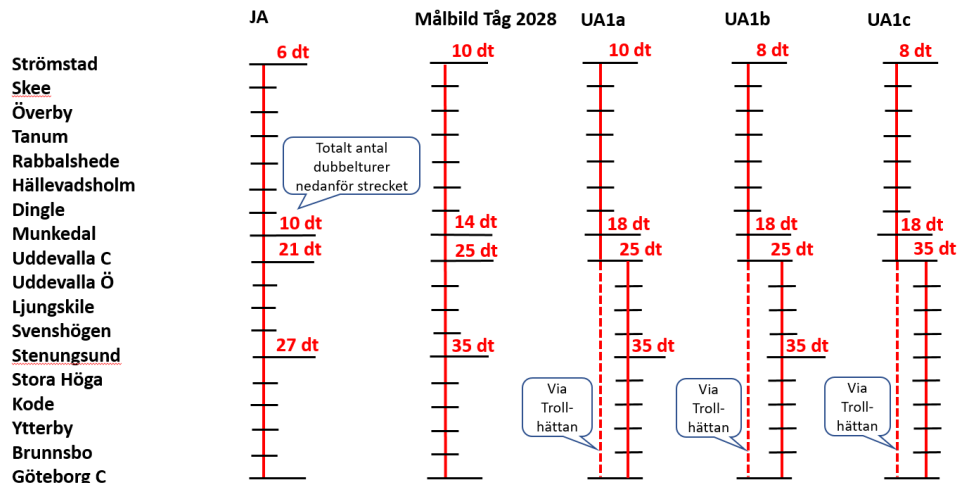 JA
Målbild Tåg 2028
UA1a
UA1b
UA1c
6 dt
10 dt
10 dt
8 dt
8 dt
Strömstad
Skee
Överby
Tanum
Rabbalshede
Hällevadsholm
Dingle
Munkedal
Uddevalla C
Uddevalla Ö
Ljungskile
Svenshögen
Stenungsund
Stora Höga
Kode
Ytterby
Brunnsbo
Göteborg C
Totalt antal
dubbelturer
nedanför strecket
10 dt
14 dt
18 dt
18 dt
18 dt
21 dt
25 dt
25 dt
25 dt
35 dt
27 dt
35 dt
35 dt
35 dt
Via
Troll-
hättan
Via
Troll-
hättan
Via
Troll-
hättan